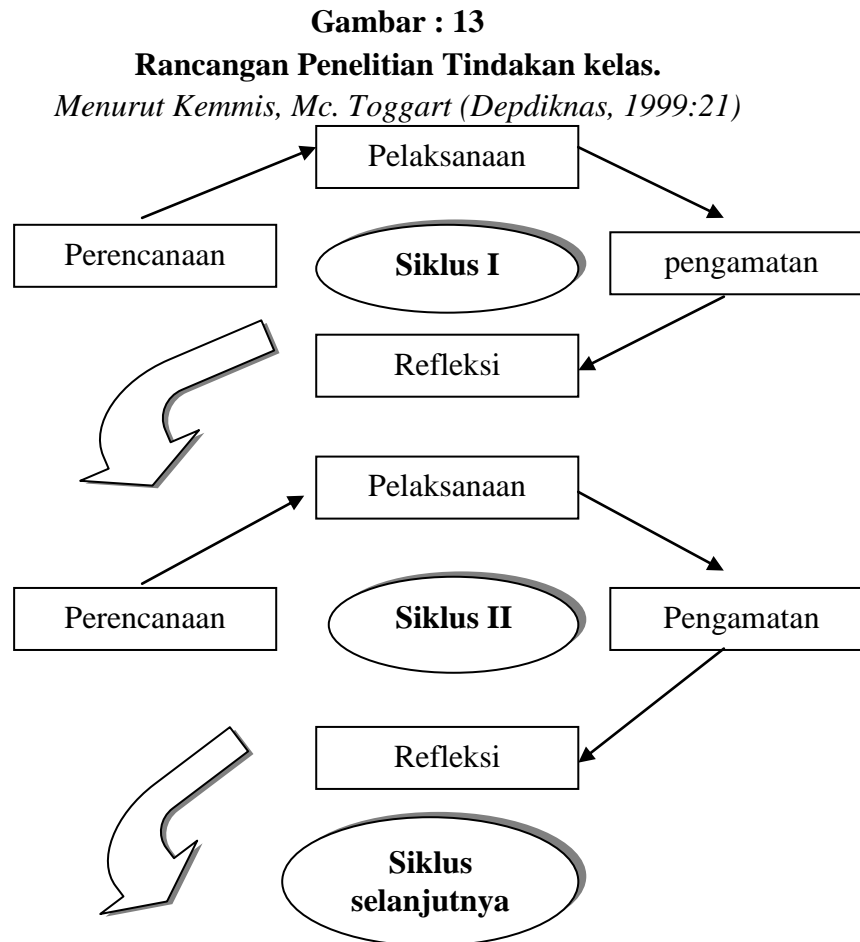 Gambar : 13
Rancangan Penelitian Tindakan kelas.
Menurut Kemmis, Mc. Toggart (Depdiknas, 1999:21)
Pelaksanaan
Perencanaan
Siklus I
pengamatan
Refleksi
Pelaksanaan
Perencanaan
Siklus II
Pengamatan
Refleksi
Siklus
selanjutnya